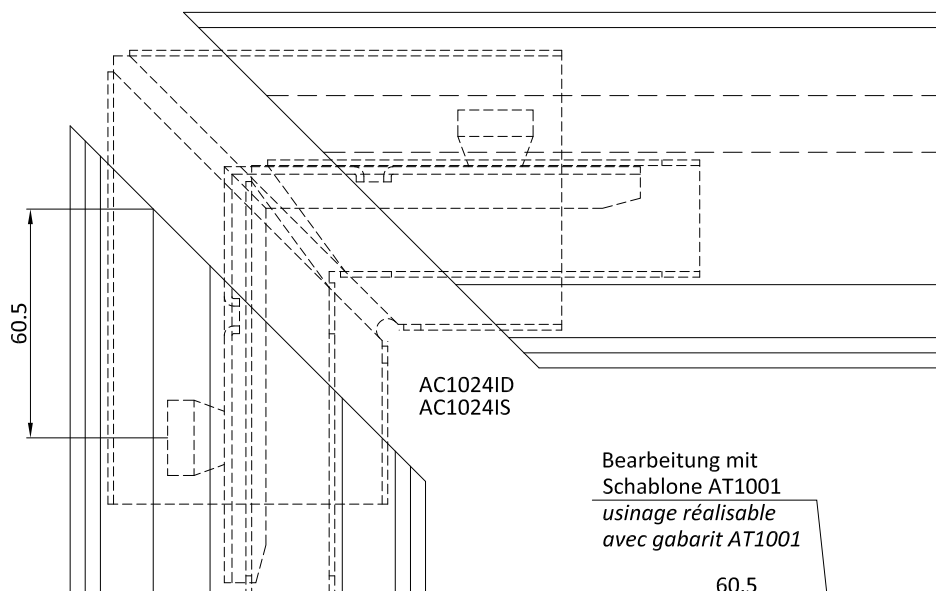 60.5
AC1024ID
AC1024IS
Bearbeitung mit
Schablone AT1001
usinage réalisable
avec gabarit AT1001
60.5